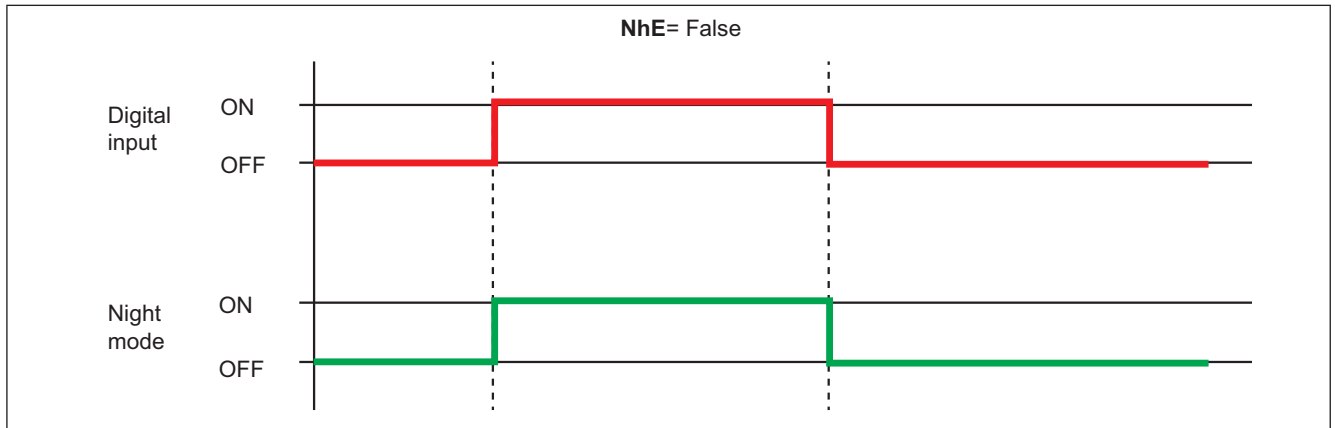 NhE= False
Digital
input
ON
OFF
Night
mode
ON
OFF